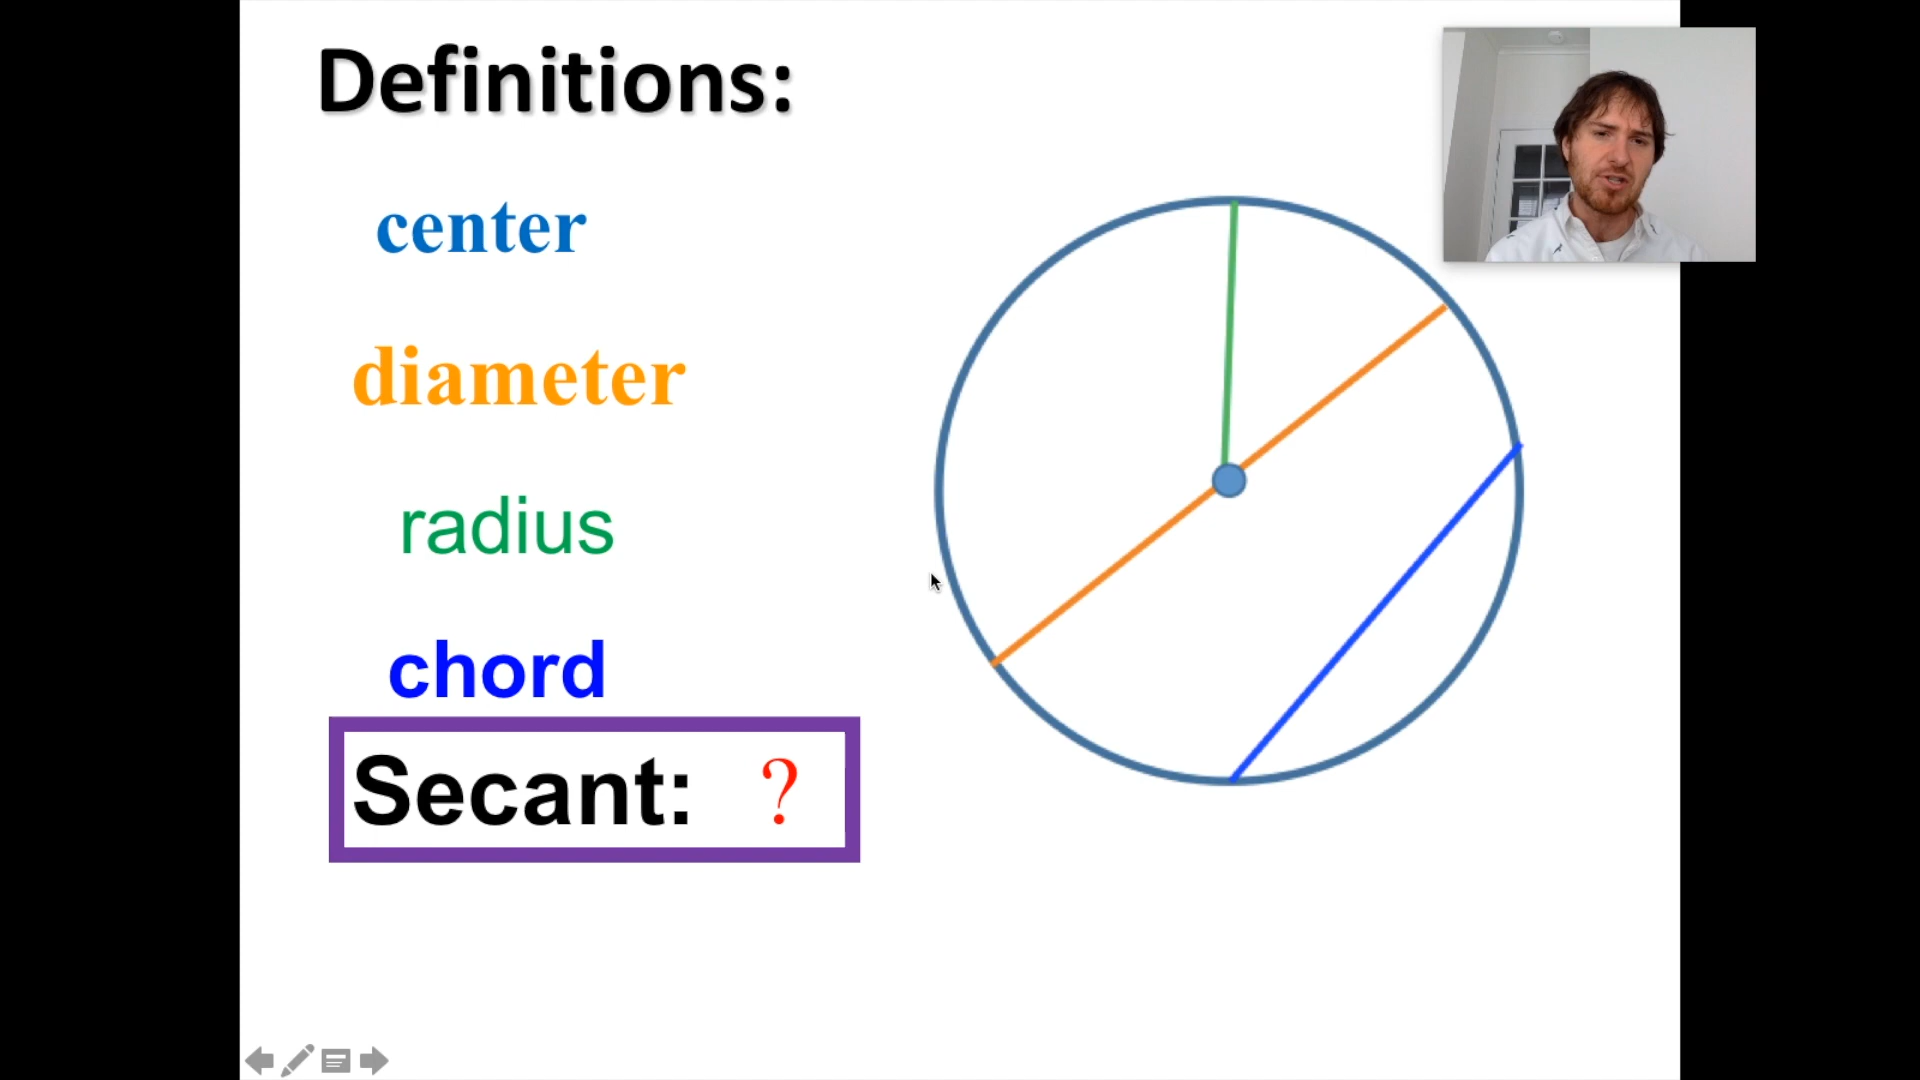 Definitions:
center
diameter
radius
chord
Secant: ?